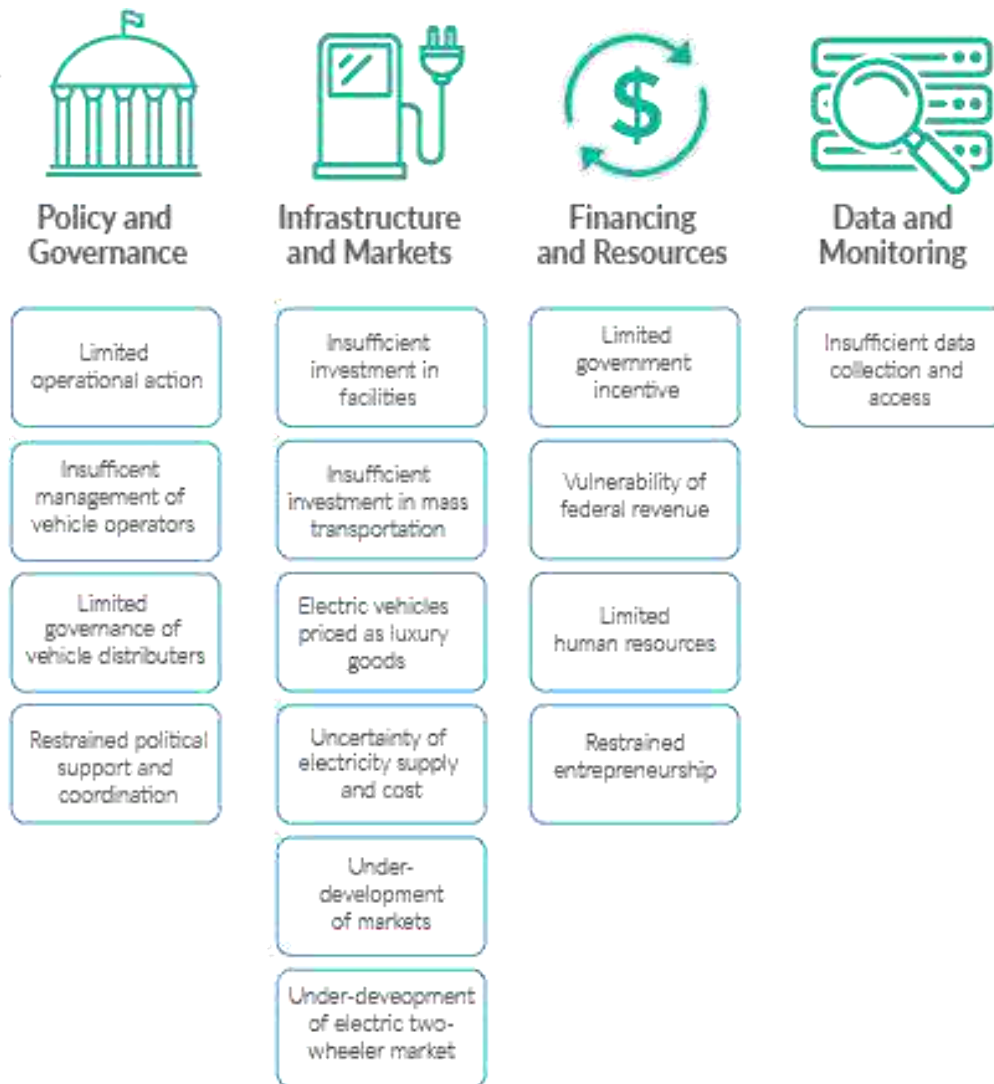 Policy and
Governance
Limited
operational action
Insufficent
management of
vehicle operators
Limited
governance of
vehicle distributers
Restrained political
support and
coordination
Infrastructure
and Markets
Insufficient
investment in
facilities
Insufficient
investment in mass
transportation
Electric vehicles
priced as luxury
goods
Uncertainty of
electricity supply
and cost
Under-
development
of markets
Under-deveopment
of electric two-
wheeler market
Financing
and Resources
Limited
government
incentive
Vulnerability of
federal revenue
Limited
human resources
Restrained
entrepreneurship
Data and
Monitoring
Insufficient data
collection and
access